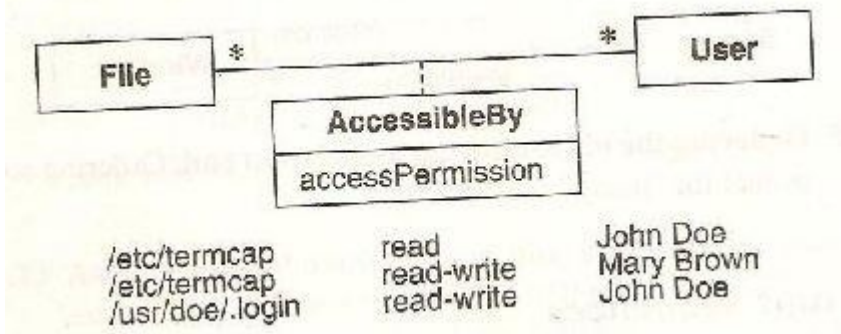 File * * User
AccessibleBy
accessPermission
/etc/termcap read John Doe
/etc/termcap read-write Mary Brown
/usr/doe/.login read-write John Doe